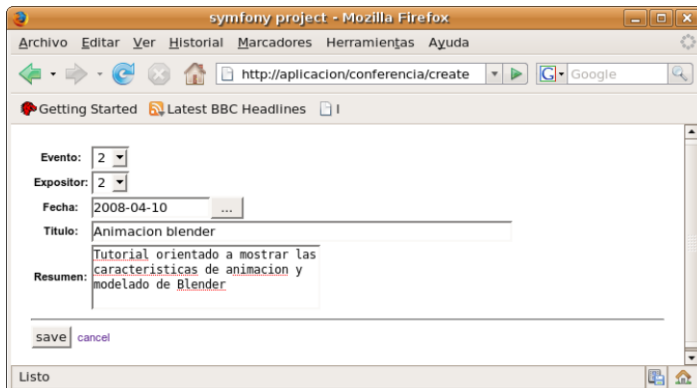 symfony project - Mozilla Firefox
Archivo Editar Ver Historial Marcadores Herramientas Ayuda
http://aplicacion/conferencia/create
G Google
Getting Started Latest BBC Headlines l
Evento: 2
Expositor: 2
Fecha: 2008-04-10 ...
Titulo: Animacion blender
Resumen: Tutorial orientado a mostrar las
caracteristicas de animacion y
modelado de Blender
save cancel
Listo